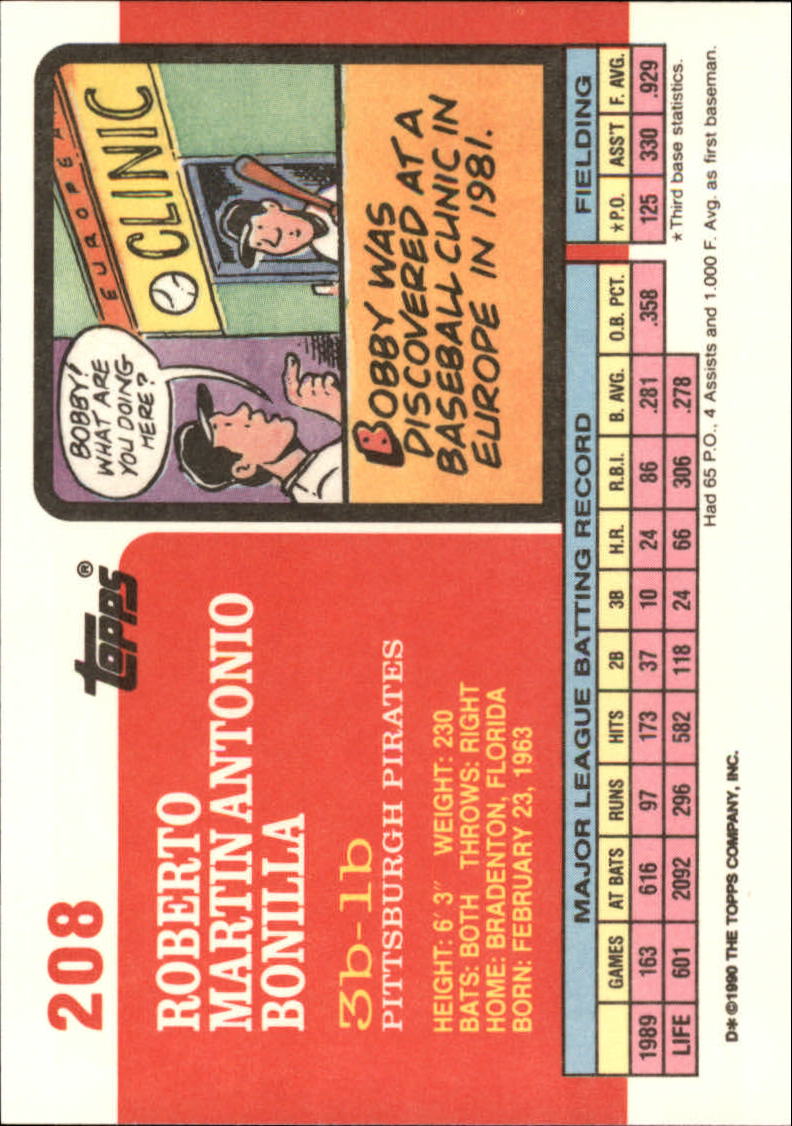 208
Topps®
ROBERTO
MARTIN ANTONIO
BONILLA
3b-1b
PITTSBURGH PIRATES
HEIGHT: 6' 3" WEIGHT: 230
BATS: BOTH THROWS: RIGHT
HOME: BRADENTON, FLORIDA
BORN: FEBRUARY 23, 1963
EUROPEA
CLINIC
BOBBY!
WHAT ARE
YOU DOING
HERE?
BOBBY WAS
DISCOVERED AT A
BASEBALL CLINIC IN
EUROPE IN 1981.
MAJOR LEAGUE BATTING RECORD
GAMES AT BATS RUNS HITS 2B 3B H.R. R.B.I. B. AVG. O.B. PCT.
1989 163 616 97 173 37 10 24 86 .281 .358
LIFE 601 2092 296 582 118 24 66 306 .278
FIELDING
*P.O. ASS'T F. AVG.
125 330 .929
*Third base statistics.
Had 65 P.O., 4 Assists and 1.000 F. Avg. as first baseman.
D* ©1990 THE TOPPS COMPANY, INC.